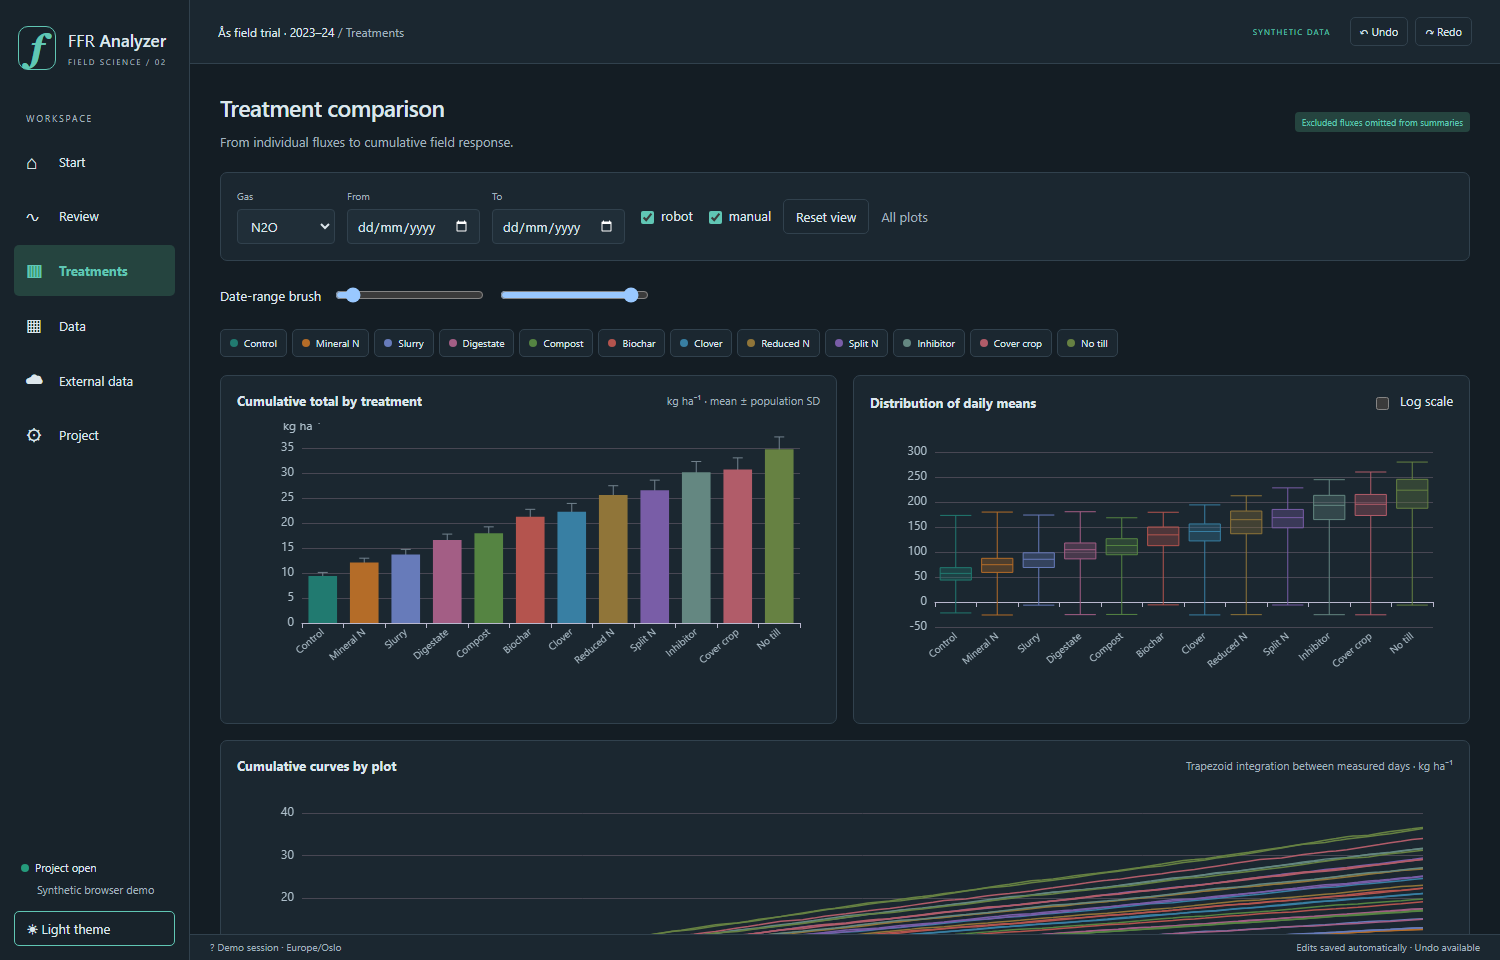 FFR Analyzer
FIELD SCIENCE / 02
WORKSPACE
Start
Review
Treatments
Data
External data
Project
Project open
Synthetic browser demo
☀ Light theme
Ås field trial · 2023–24 / Treatments
SYNTHETIC DATA
↶ Undo
↷ Redo
Treatment comparison
From individual fluxes to cumulative field response.
Excluded fluxes omitted from summaries
Gas
From
To
N2O
dd/mm/yyyy
dd/mm/yyyy
robot
manual
Reset view
All plots
Date-range brush
Control
Mineral N
Slurry
Digestate
Compost
Biochar
Clover
Reduced N
Split N
Inhibitor
Cover crop
No till
Cumulative total by treatment
kg ha⁻¹ · mean ± population SD
kg ha
35
30
25
20
15
10
5
0
Control
Mineral N
Slurry
Digestate
Compost
Biochar
Clover
Reduced N
Split N
Inhibitor
Cover crop
No till
Distribution of daily means
Log scale
300
250
200
150
100
50
0
-50
Control
Mineral N
Slurry
Digestate
Compost
Biochar
Clover
Reduced N
Split N
Inhibitor
Cover crop
No till
Cumulative curves by plot
Trapezoid integration between measured days · kg ha⁻¹
40
30
20
? Demo session · Europe/Oslo
Edits saved automatically · Undo available